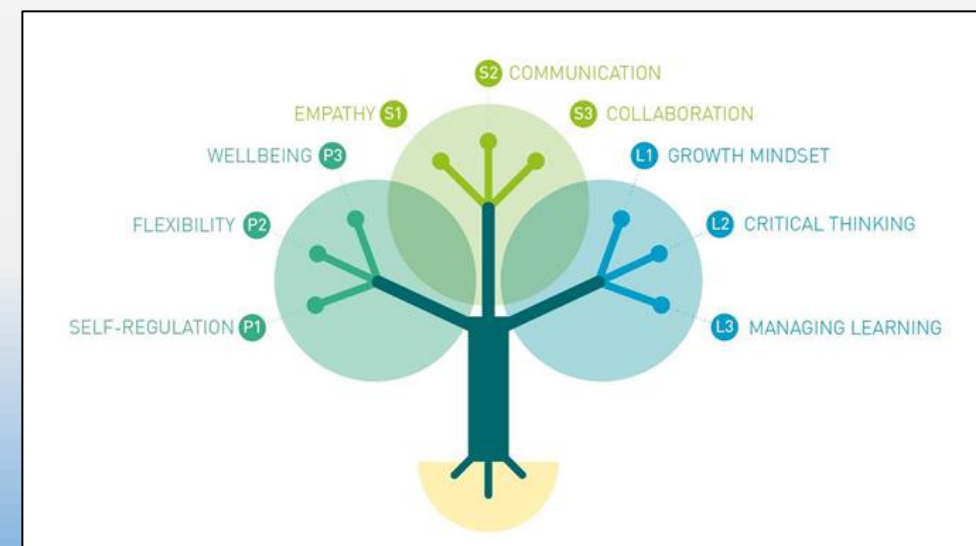 S2 COMMUNICATION
EMPATHY S1
S3 COLLABORATION
WELLBEING P3
L1 GROWTH MINDSET
FLEXIBILITY P2
L2 CRITICAL THINKING
SELF-REGULATION P1
L3 MANAGING LEARNING